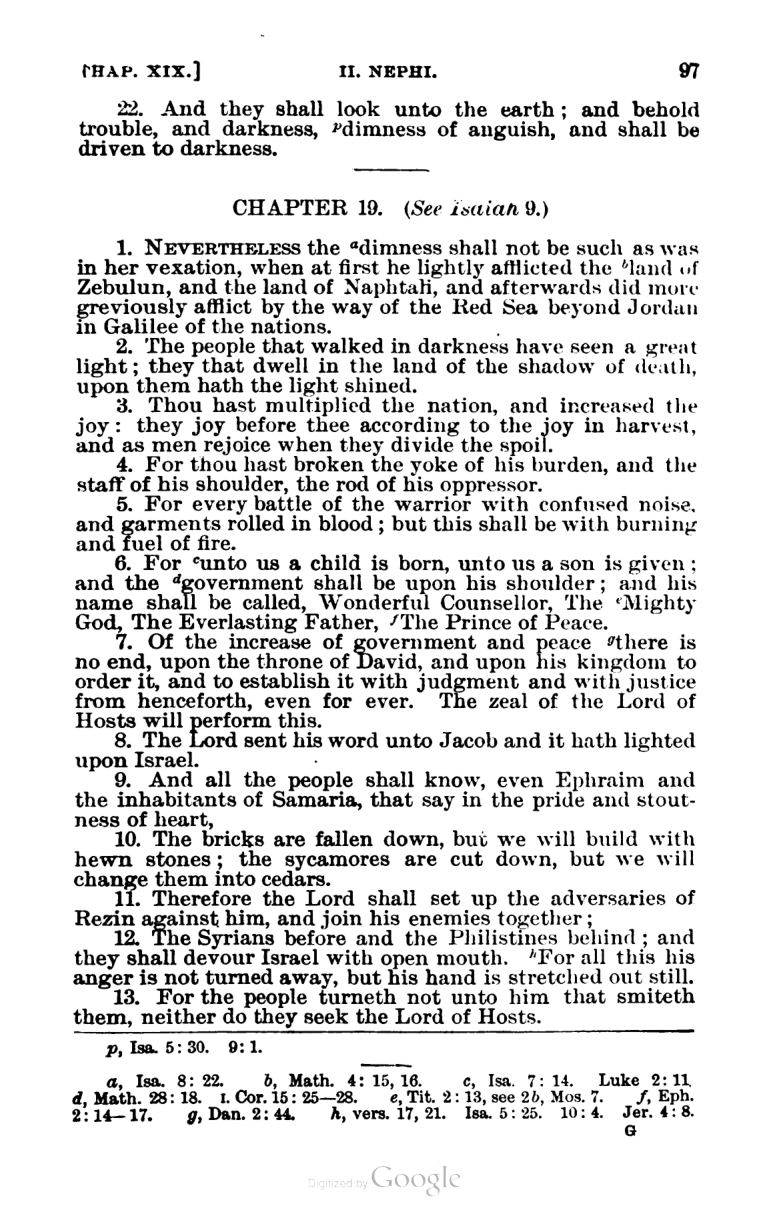 CHAP. XIX.] II. NEPHI. 97
22. And they shall look unto the earth; and behold
trouble, and darkness, pdimness of anguish, and shall be
driven to darkness.
CHAPTER 19. (See Isaiah 9.)
1. NEVERTHELESS the adimness shall not be such as was
in her vexation, when at first he lightly afflicted the bland of
Zebulun, and the land of Naphtali, and afterwards did more
greviously afflict by the way of the Red Sea beyond Jordan
in Galilee of the nations.
2. The people that walked in darkness have seen a great
light; they that dwell in the land of the shadow of death,
upon them hath the light shined.
3. Thou hast multiplied the nation, and increased the
joy: they joy before thee according to the joy in harvest,
and as men rejoice when they divide the spoil.
4. For thou hast broken the yoke of his burden, and the
staff of his shoulder, the rod of his oppressor.
5. For every battle of the warrior with confused noise,
and garments rolled in blood; but this shall be with burning
and fuel of fire.
6. For cunto us a child is born, unto us a son is given;
and the dgovernment shall be upon his shoulder; and his
name shall be called, Wonderful Counsellor, The eMighty
God, The Everlasting Father, fThe Prince of Peace.
7. Of the increase of government and peace gthere is
no end, upon the throne of David, and upon his kingdom to
order it, and to establish it with judgment and with justice
from henceforth, even for ever. The zeal of the Lord of
Hosts will perform this.
8. The Lord sent his word unto Jacob and it hath lighted
upon Israel.
9. And all the people shall know, even Ephraim and
the inhabitants of Samaria, that say in the pride and stout-
ness of heart,
10. The bricks are fallen down, but we will build with
hewn stones; the sycamores are cut down, but we will
change them into cedars.
11. Therefore the Lord shall set up the adversaries of
Rezin against him, and join his enemies together;
12. The Syrians before and the Philistines behind; and
they shall devour Israel with open mouth. hFor all this his
anger is not turned away, but his hand is stretched out still.
13. For the people turneth not unto him that smiteth
them, neither do they seek the Lord of Hosts.
p, Isa. 5: 30. 9: 1.
a, Isa. 8: 22. b, Math. 4: 15, 16. c, Isa. 7: 14. Luke 2: 11.
d, Math. 28: 18. I. Cor. 15: 25—28. e, Tit. 2: 13, see 2b, Mos. 7. f, Eph.
2: 14—17. g, Dan. 2: 44. h, vers. 17, 21. Isa. 5: 25. 10: 4. Jer. 4: 8.
G
Digitized by Google